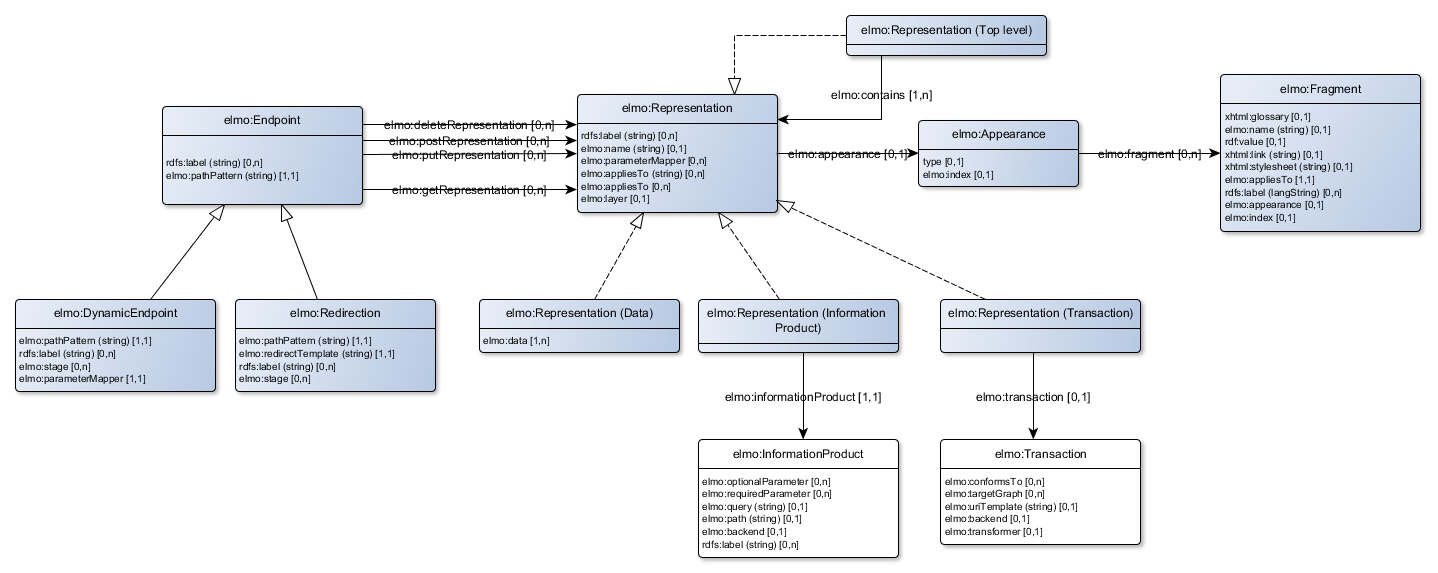 elmo:Representation (Top level)
elmo:contains [1,n]
elmo:Endpoint
rdfs:label (string) [0,n]
elmo:pathPattern (string) [1,1]
elmo:deleteRepresentation [0,n]
elmo:postRepresentation [0,n]
elmo:putRepresentation [0,n]
elmo:getRepresentation [0,n]
elmo:Representation
rdfs:label (string) [0,n]
elmo:name (string) [0,1]
elmo:parameterMapper [0,n]
elmo:appliesTo (string) [0,n]
elmo:appliesTo [0,n]
elmo:layer [0,1]
elmo:appearance [0,1]
elmo:Appearance
type [0,1]
elmo:index [0,1]
elmo:fragment [0,n]
elmo:Fragment
xhtml:glossary [0,1]
elmo:name (string) [0,1]
rdf:value [0,1]
xhtml:link (string) [0,1]
xhtml:stylesheet (string) [0,1]
elmo:appliesTo [1,1]
rdfs:label (langString) [0,n]
elmo:appearance [0,1]
elmo:index [0,1]
elmo:DynamicEndpoint
elmo:pathPattern (string) [1,1]
rdfs:label (string) [0,n]
elmo:stage [0,n]
elmo:parameterMapper [1,1]
elmo:Redirection
elmo:pathPattern (string) [1,1]
elmo:redirectTemplate (string) [1,1]
rdfs:label (string) [0,n]
elmo:stage [0,n]
elmo:Representation (Data)
elmo:data [1,n]
elmo:Representation (Information
Product)
elmo:Representation (Transaction)
elmo:informationProduct [1,1]
elmo:transaction [0,1]
elmo:InformationProduct
elmo:optionalParameter [0,n]
elmo:requiredParameter [0,n]
elmo:query (string) [0,1]
elmo:path (string) [0,1]
elmo:backend [0,1]
rdfs:label (string) [0,n]
elmo:Transaction
elmo:conformsTo [0,n]
elmo:targetGraph [0,n]
elmo:uriTemplate (string) [0,1]
elmo:backend [0,1]
elmo:transformer [0,1]